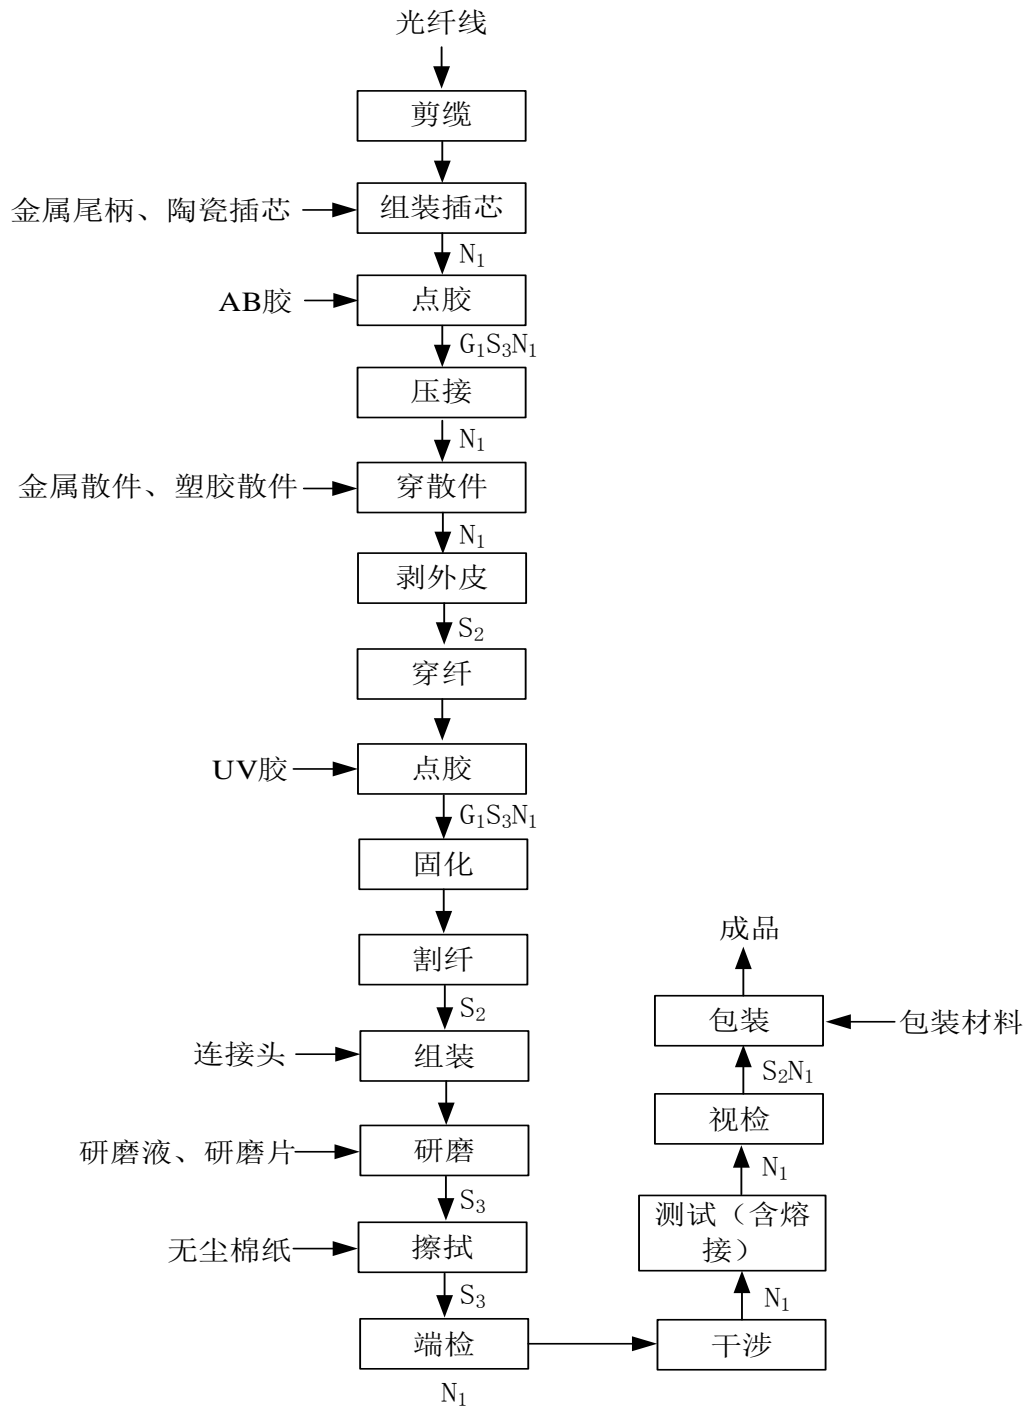 光纤线
剪缆
金属尾柄、陶瓷插芯
组装插芯
N₁
AB胶
点胶
G₁S₃N₁
压接
N₁
金属散件、塑胶散件
穿散件
N₁
剥外皮
S₂
穿纤
UV胶
点胶
G₁S₃N₁
固化
割纤
S₂
连接头
组装
研磨液、研磨片
研磨
S₃
无尘棉纸
擦拭
S₃
端检
N₁
干涉
N₁
测试（含熔
接）
N₁
视检
S₂N₁
包装
包装材料
成品